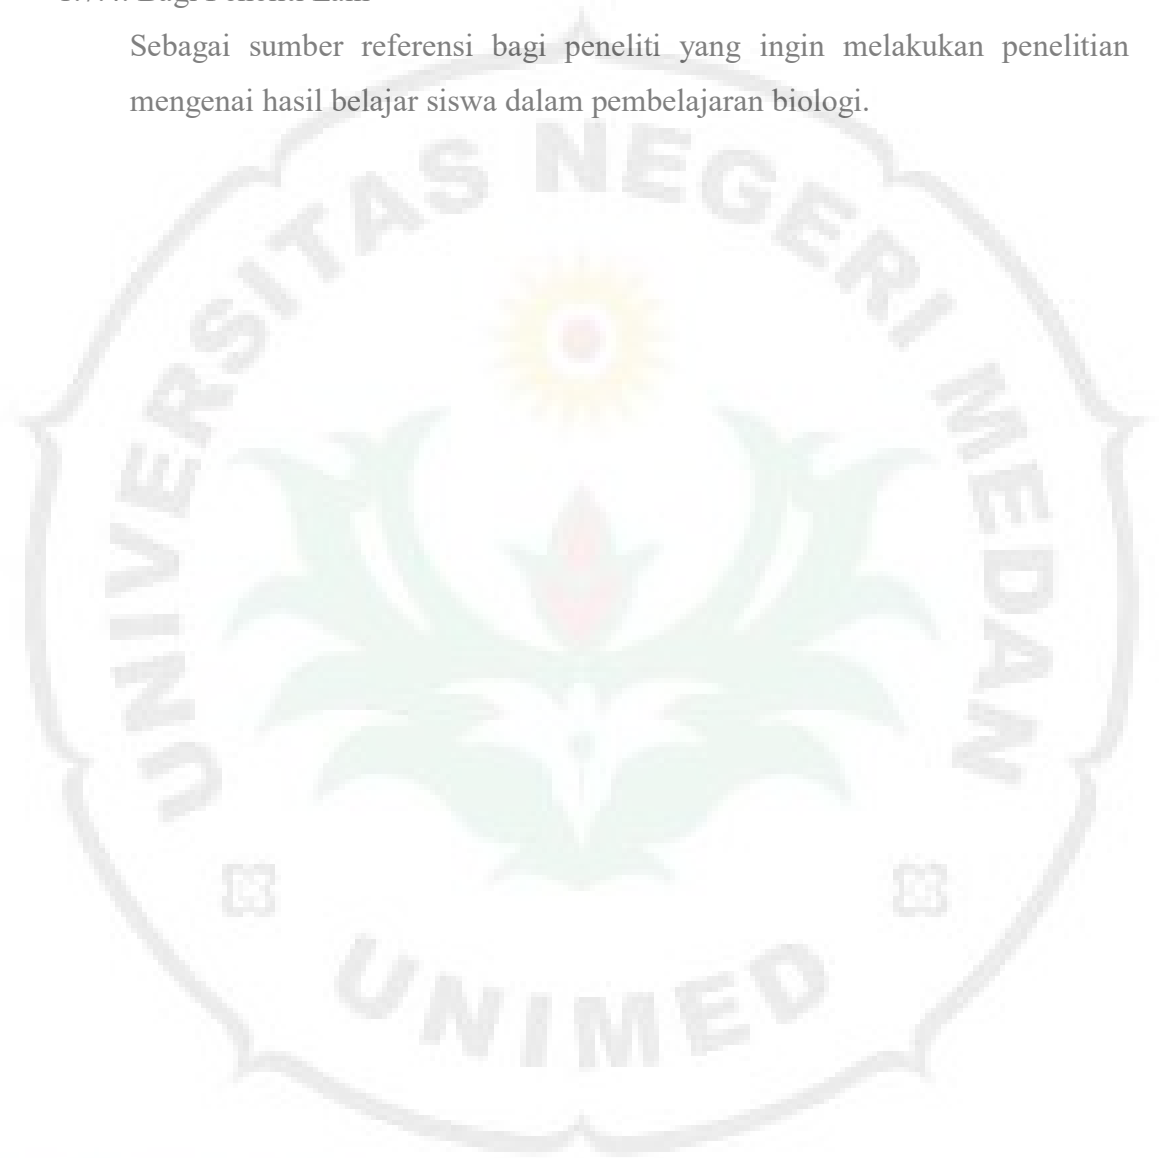 Sebagai sumber referensi bagi peneliti yang ingin melakukan penelitian
mengenai hasil belajar siswa dalam pembelajaran biologi.
UNIVERSITAS NEGERI MEDAN
UNIMED